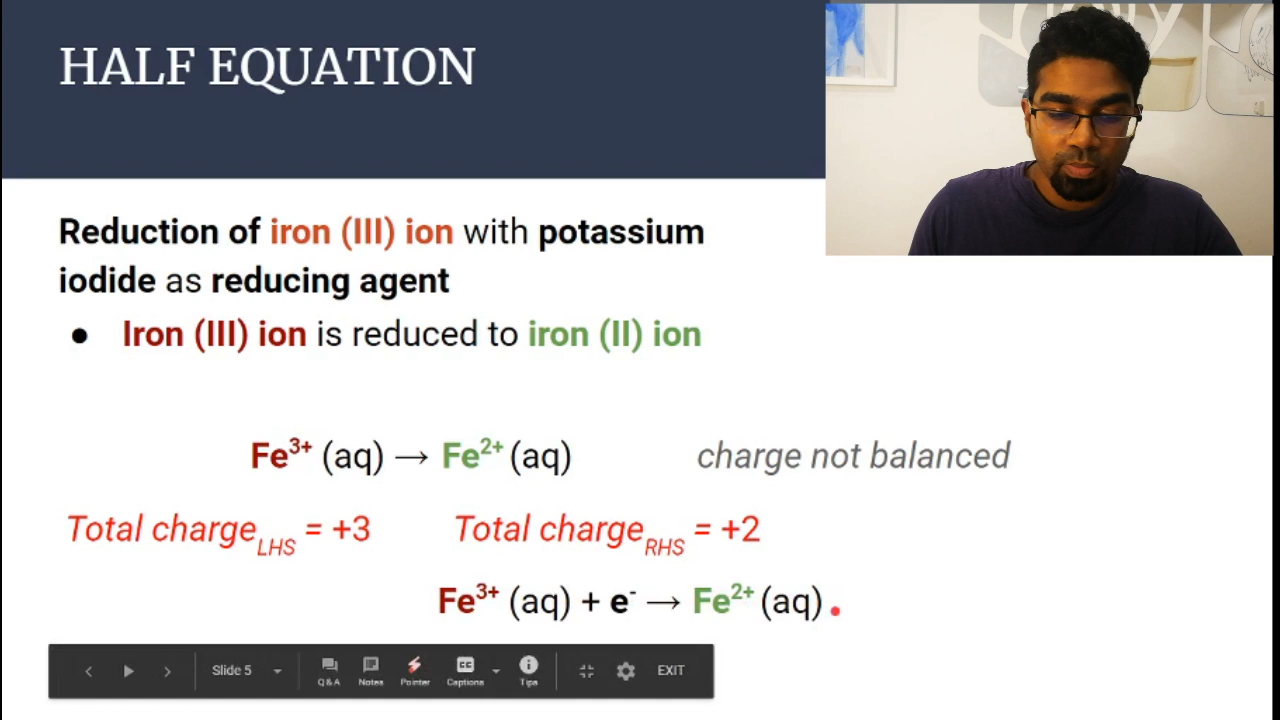 HALF EQUATION
Reduction of iron (III) ion with potassium
iodide as reducing agent
● Iron (III) ion is reduced to iron (II) ion
Fe³⁺ (aq) → Fe²⁺ (aq) charge not balanced
Total charge_LHS = +3 Total charge_RHS = +2
Fe³⁺ (aq) + e⁻ → Fe²⁺ (aq)
Slide 5 Q&A Notes Pointer CC Captions Tips EXIT